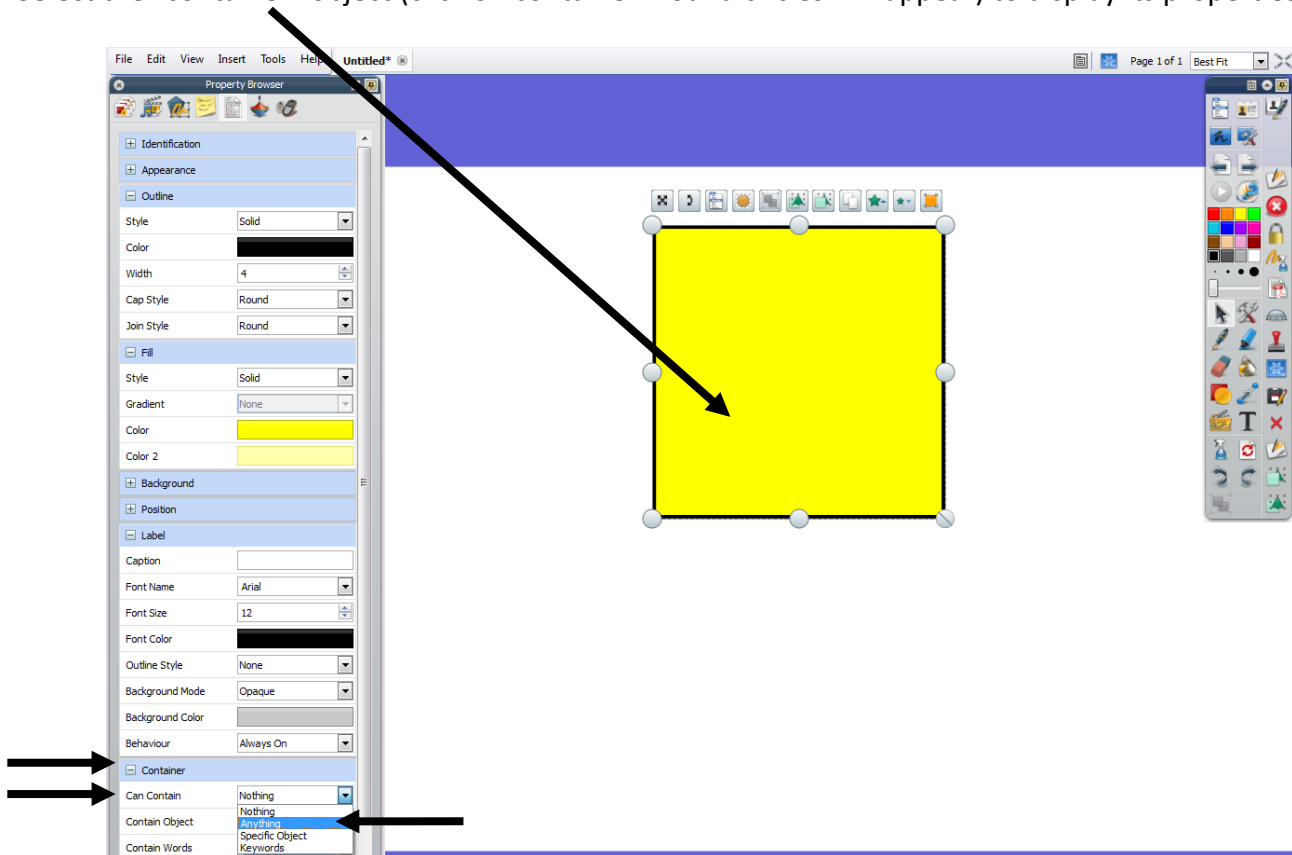 File Edit View Insert Tools Help Untitled* Page 1 of 1 Best Fit
Property Browser
Identification
Appearance
Outline
Style Solid
Color
Width 4
Cap Style Round
Join Style Round
Fill
Style Solid
Gradient None
Color
Color 2
Background
Position
Label
Caption
Font Name Arial
Font Size 12
Font Color
Outline Style None
Background Mode Opaque
Background Color
Behaviour Always On
Container
Can Contain Nothing
Nothing
Contain Object Anything
Specific Object
Contain Words Keywords